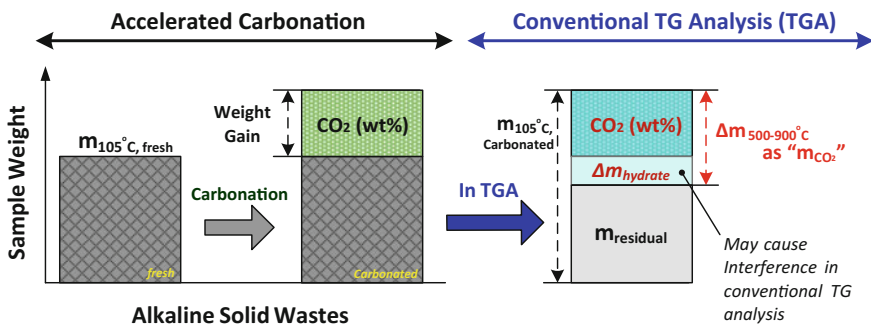 Accelerated Carbonation
Conventional TG Analysis (TGA)
Sample Weight
m105°C, fresh
fresh
Carbonation
Weight
Gain
CO2 (wt%)
Carbonated
In TGA
m105°C,
Carbonated
CO2 (wt%)
Δmhydrate
mresidual
Δm500-900°C
as "mCO2"
May cause
Interference in
conventional TG
analysis
Alkaline Solid Wastes